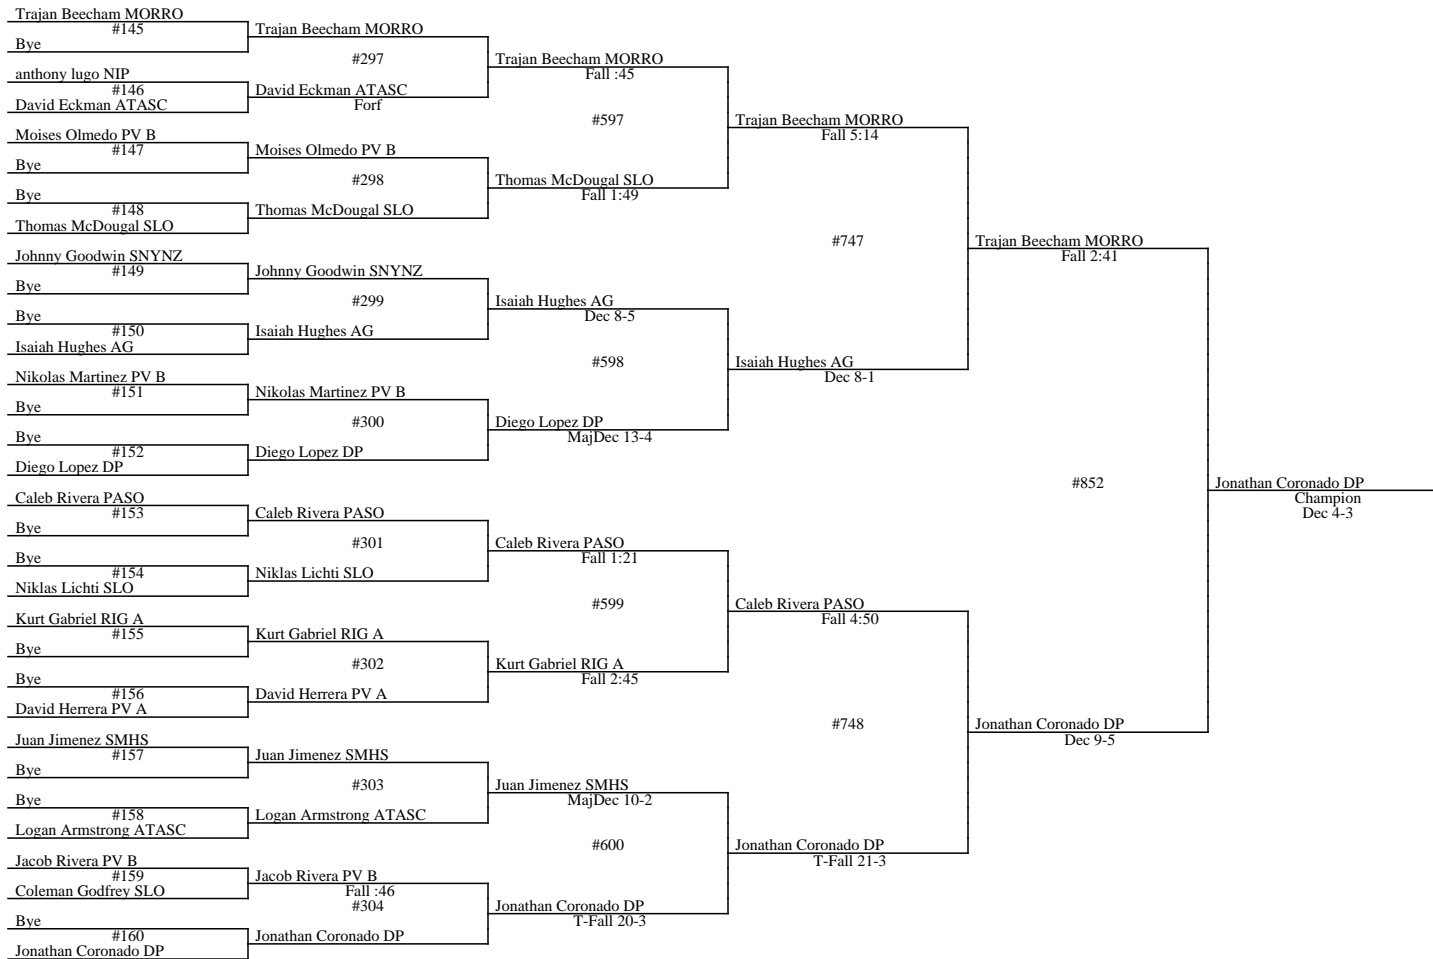 Trajan Beecham MORRO
#145
Bye
anthony lugo NIP
#146
David Eckman ATASC
Moises Olmedo PV B
#147
Bye
Bye
#148
Thomas McDougal SLO
Johnny Goodwin SNYNZ
#149
Bye
Bye
#150
Isaiah Hughes AG
Nikolas Martinez PV B
#151
Bye
Bye
#152
Diego Lopez DP
Caleb Rivera PASO
#153
Bye
Bye
#154
Niklas Lichti SLO
Kurt Gabriel RIG A
#155
Bye
Bye
#156
David Herrera PV A
Juan Jimenez SMHS
#157
Bye
Bye
#158
Logan Armstrong ATASC
Jacob Rivera PV B
#159
Coleman Godfrey SLO
Bye
#160
Jonathan Coronado DP
Trajan Beecham MORRO
#297
David Eckman ATASC
Forf
Moises Olmedo PV B
#298
Thomas McDougal SLO
Johnny Goodwin SNYNZ
#299
Isaiah Hughes AG
Nikolas Martinez PV B
#300
Diego Lopez DP
Caleb Rivera PASO
#301
Niklas Lichti SLO
Kurt Gabriel RIG A
#302
David Herrera PV A
Juan Jimenez SMHS
#303
Logan Armstrong ATASC
Jacob Rivera PV B
Fall :46
#304
Jonathan Coronado DP
Trajan Beecham MORRO
Fall :45
#597
Thomas McDougal SLO
Fall 1:49
Isaiah Hughes AG
Dec 8-5
#598
Diego Lopez DP
MajDec 13-4
Caleb Rivera PASO
Fall 1:21
#599
Kurt Gabriel RIG A
Fall 2:45
Juan Jimenez SMHS
MajDec 10-2
#600
Jonathan Coronado DP
T-Fall 20-3
Trajan Beecham MORRO
Fall 5:14
#747
Isaiah Hughes AG
Dec 8-1
Caleb Rivera PASO
Fall 4:50
#748
Jonathan Coronado DP
T-Fall 21-3
Trajan Beecham MORRO
Fall 2:41
#852
Jonathan Coronado DP
Dec 9-5
Jonathan Coronado DP
Champion
Dec 4-3